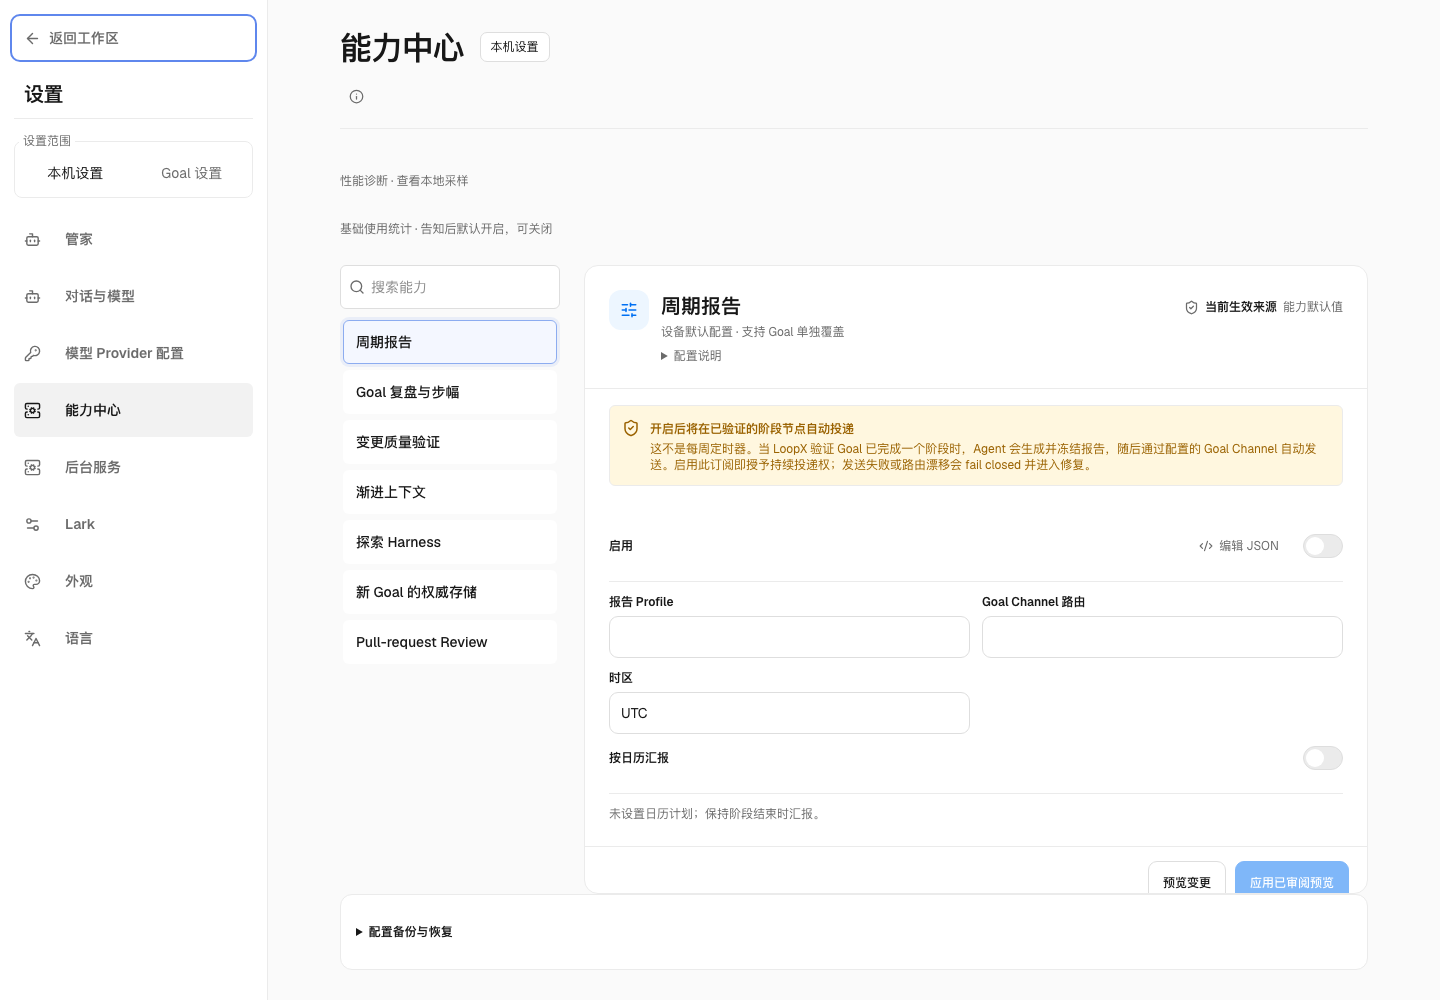 返回工作区
设置
设置范围
本机设置
Goal 设置
管家
对话与模型
模型 Provider 配置
能力中心
后台服务
Lark
外观
语言
能力中心
本机设置
性能诊断 · 查看本地采样
基础使用统计 · 告知后默认开启，可关闭
搜索能力
周期报告
Goal 复盘与步幅
变更质量验证
渐进上下文
探索 Harness
新 Goal 的权威存储
Pull-request Review
周期报告
设备默认配置 · 支持 Goal 单独覆盖
配置说明
当前生效来源 能力默认值
开启后将在已验证的阶段节点自动投递
这不是每周定时器。当 LoopX 验证 Goal 已完成一个阶段时，Agent 会生成并冻结报告，随后通过配置的 Goal Channel 自动发
送。启用此订阅即授予持续投递权；发送失败或路由漂移会 fail closed 并进入修复。
启用
编辑 JSON
报告 Profile
Goal Channel 路由
时区
UTC
按日历汇报
未设置日历计划；保持阶段结束时汇报。
预览变更
应用已审阅预览
配置备份与恢复